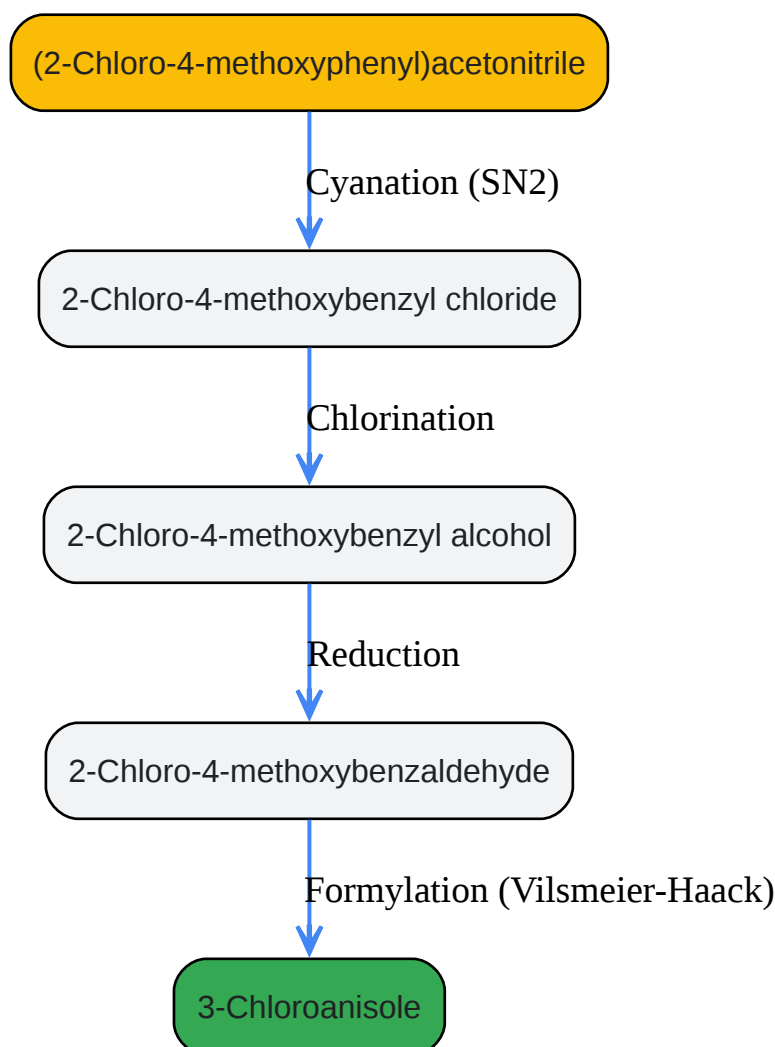 (2-Chloro-4-methoxyphenyl)acetonitrile
Cyanation (SN2)
2-Chloro-4-methoxybenzyl chloride
Chlorination
2-Chloro-4-methoxybenzyl alcohol
Reduction
2-Chloro-4-methoxybenzaldehyde
Formylation (Vilsmeier-Haack)
3-Chloroanisole